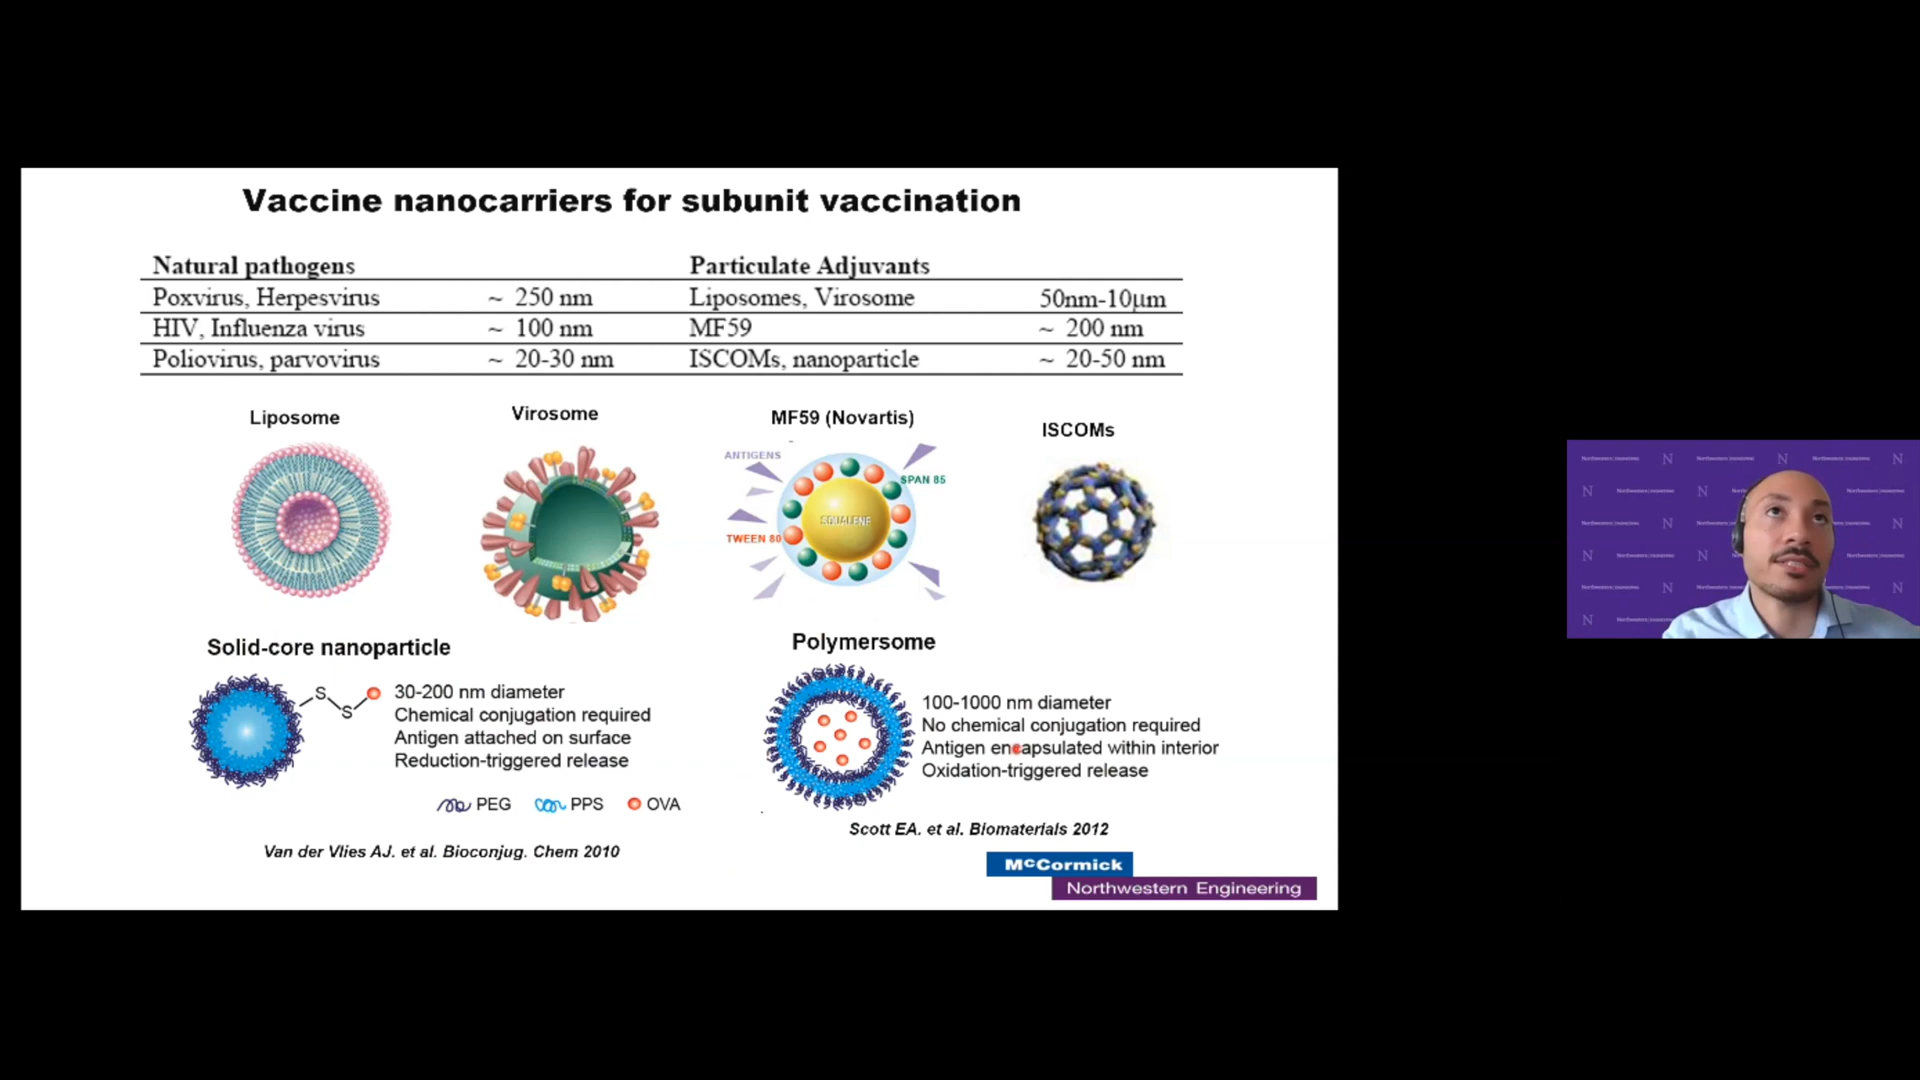 Vaccine nanocarriers for subunit vaccination
Natural pathogens Particulate Adjuvants
Poxvirus, Herpesvirus ~ 250 nm Liposomes, Virosome 50nm-10µm
HIV, Influenza virus ~ 100 nm MF59 ~ 200 nm
Poliovirus, parvovirus ~ 20-30 nm ISCOMs, nanoparticle ~ 20-50 nm
Liposome
Virosome
MF59 (Novartis)
ISCOMs
ANTIGENS
SPAN 85
SQUALENE
TWEEN 80
Solid-core nanoparticle
S
S
30-200 nm diameter
Chemical conjugation required
Antigen attached on surface
Reduction-triggered release
PEG PPS OVA
Van der Vlies AJ. et al. Bioconjug. Chem 2010
Polymersome
100-1000 nm diameter
No chemical conjugation required
Antigen encapsulated within interior
Oxidation-triggered release
Scott EA. et al. Biomaterials 2012
McCormick
Northwestern Engineering